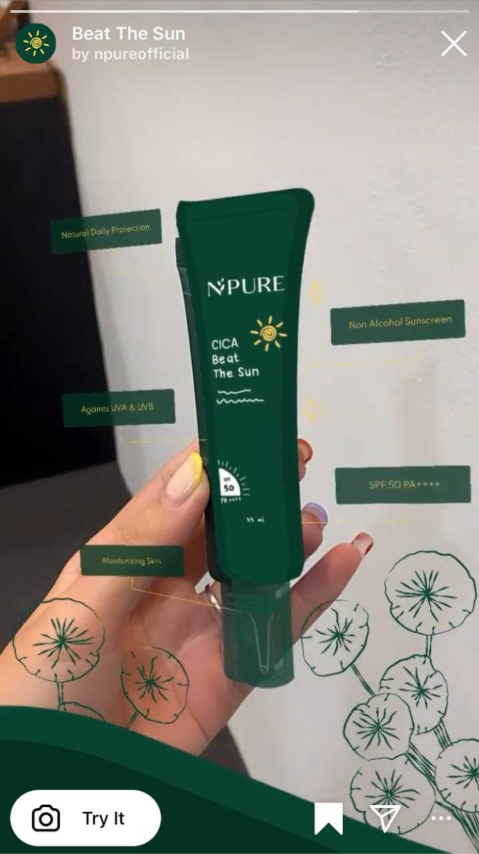 Beat The Sun
by npureofficial
Natural Daily Protection
N'PURE
Non Alcohol Sunscreen
CICA
Beat
The Sun
Againts UVA & UVB
SPF
50
PA++++
SPF 50 PA++++
35 ml
Moisturizing Skin
Try It